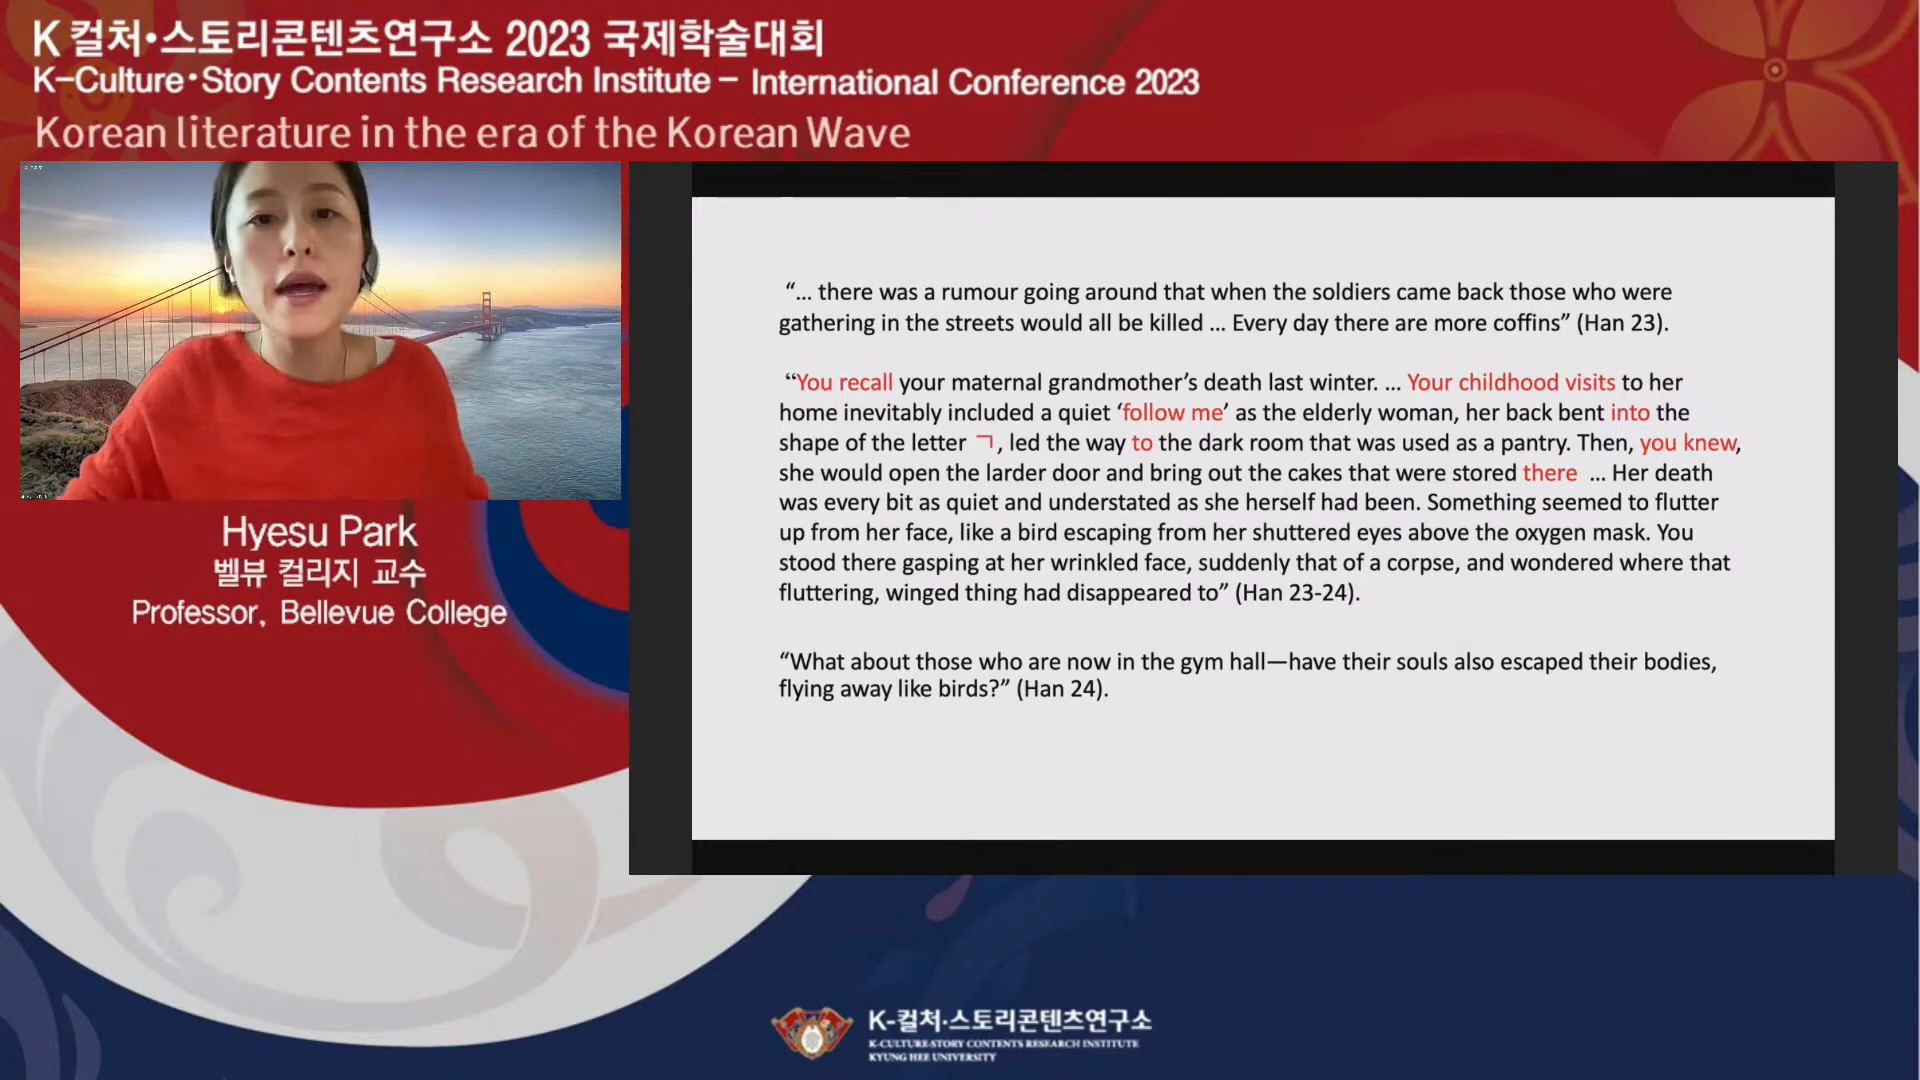 K 컬처·스토리콘텐츠연구소 2023 국제학술대회
K-Culture·Story Contents Research Institute - International Conference 2023
Korean literature in the era of the Korean Wave
Hyesu Park
벨뷰 컬리지 교수
Professor, Bellevue College
“... there was a rumour going around that when the soldiers came back those who were
gathering in the streets would all be killed ... Every day there are more coffins” (Han 23).
“You recall your maternal grandmother’s death last winter. ... Your childhood visits to her
home inevitably included a quiet ‘follow me’ as the elderly woman, her back bent into the
shape of the letter ㄱ, led the way to the dark room that was used as a pantry. Then, you knew,
she would open the larder door and bring out the cakes that were stored there ... Her death
was every bit as quiet and understated as she herself had been. Something seemed to flutter
up from her face, like a bird escaping from her shuttered eyes above the oxygen mask. You
stood there gasping at her wrinkled face, suddenly that of a corpse, and wondered where that
fluttering, winged thing had disappeared to” (Han 23-24).
“What about those who are now in the gym hall—have their souls also escaped their bodies,
flying away like birds?” (Han 24).
K-컬처·스토리콘텐츠연구소
K-CULTURE·STORY CONTENTS RESEARCH INSTITUTE
KYUNG HEE UNIVERSITY